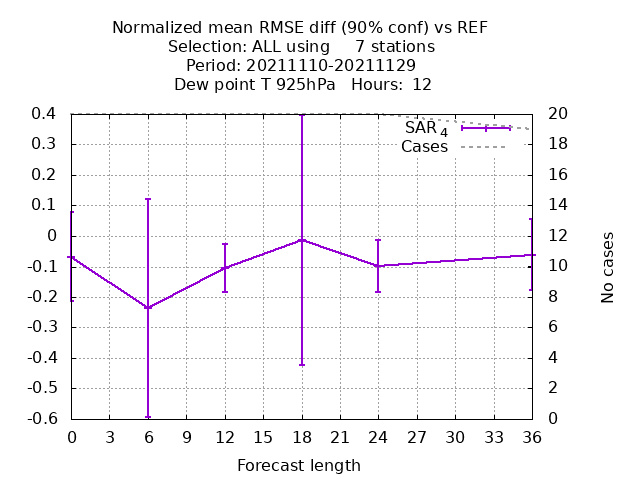 Normalized mean RMSE diff (90% conf) vs REF
Selection: ALL using     7 stations
Period: 20211110-20211129
Dew point T 925hPa   Hours:  12
0.4
0.3
0.2
0.1
0
-0.1
-0.2
-0.3
-0.4
-0.5
-0.6
20
18
16
14
12
10
8
6
4
2
0
SAR 4
Cases
No cases
0 3 6 9 12 15 18 21 24 27 30 33 36
Forecast length